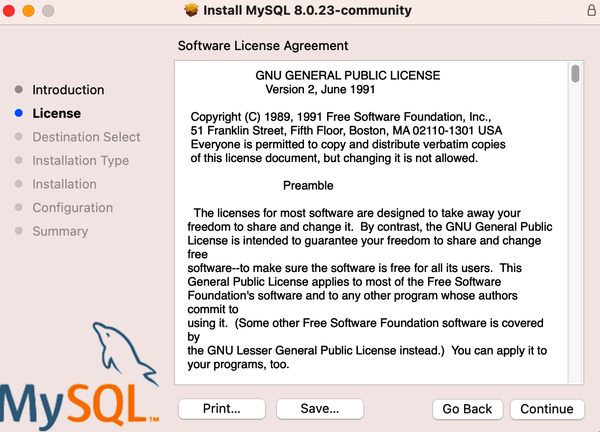 Install MySQL 8.0.23-community
Software License Agreement
Introduction
License
Destination Select
Installation Type
Installation
Configuration
Summary
GNU GENERAL PUBLIC LICENSE
Version 2, June 1991
Copyright (C) 1989, 1991 Free Software Foundation, Inc.,
51 Franklin Street, Fifth Floor, Boston, MA 02110-1301 USA
Everyone is permitted to copy and distribute verbatim copies
of this license document, but changing it is not allowed.
Preamble
The licenses for most software are designed to take away your
freedom to share and change it.  By contrast, the GNU General Public
License is intended to guarantee your freedom to share and change
free
software--to make sure the software is free for all its users.  This
General Public License applies to most of the Free Software
Foundation's software and to any other program whose authors
commit to
using it.  (Some other Free Software Foundation software is covered
by
the GNU Lesser General Public License instead.)  You can apply it to
your programs, too.
MySQL™
Print...
Save...
Go Back
Continue